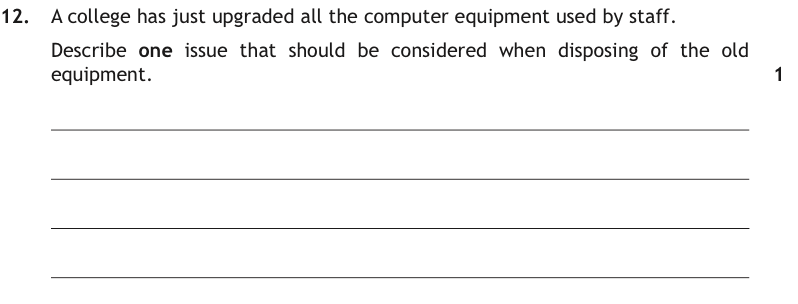 12. A college has just upgraded all the computer equipment used by staff.
Describe one issue that should be considered when disposing of the old
equipment. 1